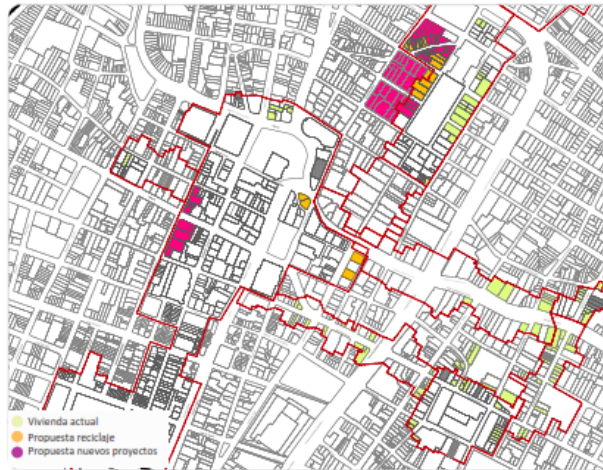 Vivienda actual
Propuesta reciclaje
Propuesta nuevos proyectos